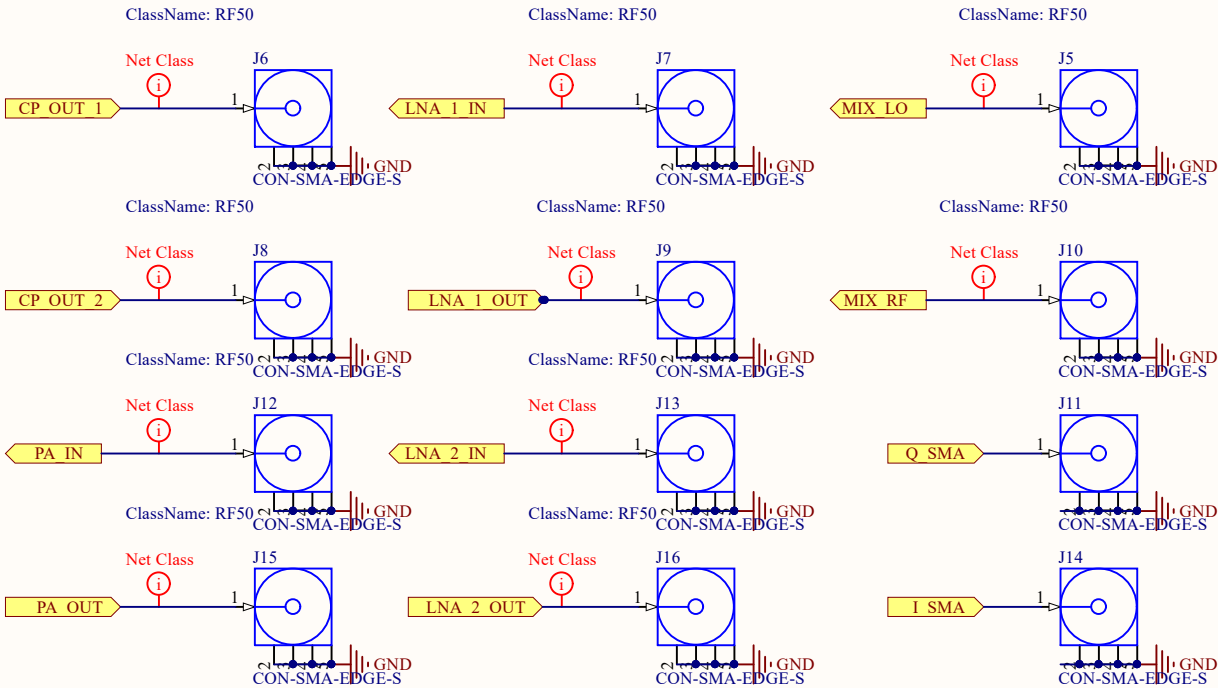 ClassName: RF50
ClassName: RF50
ClassName: RF50
Net Class
J6
Net Class
J7
Net Class
J5
CP_OUT_1
1
LNA_1_IN
1
MIX_LO
1
2
GND
2
GND
2
GND
CON-SMA-EDGE-S
CON-SMA-EDGE-S
CON-SMA-EDGE-S
ClassName: RF50
ClassName: RF50
ClassName: RF50
Net Class
J8
Net Class
J9
Net Class
J10
CP_OUT_2
1
LNA_1_OUT
1
MIX_RF
1
2
GND
2
GND
2
GND
ClassName: RF50
ClassName: RF50
CON-SMA-EDGE-S
CON-SMA-EDGE-S
CON-SMA-EDGE-S
Net Class
J12
Net Class
J13
J11
PA_IN
1
LNA_2_IN
1
Q_SMA
1
2
GND
2
GND
2
GND
ClassName: RF50
ClassName: RF50
CON-SMA-EDGE-S
CON-SMA-EDGE-S
CON-SMA-EDGE-S
Net Class
J15
Net Class
J16
J14
PA_OUT
1
LNA_2_OUT
1
I_SMA
1
2
GND
2
GND
2
GND
CON-SMA-EDGE-S
CON-SMA-EDGE-S
CON-SMA-EDGE-S